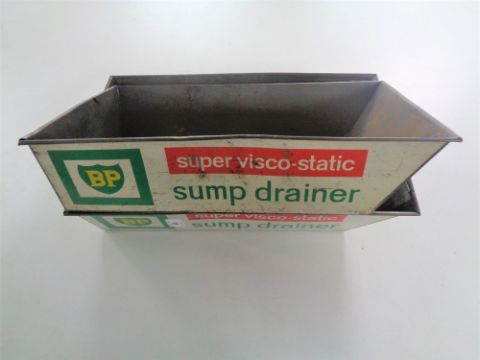 BP
super visco-static
sump drainer
super visco-static
sump drainer